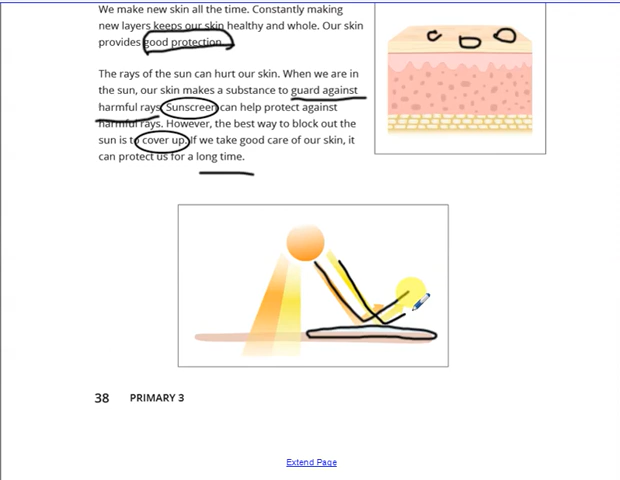 We make new skin all the time. Constantly making
new layers keeps our skin healthy and whole. Our skin
provides good protection.
The rays of the sun can hurt our skin. When we are in
the sun, our skin makes a substance to guard against
harmful rays. Sunscreen can help protect against
harmful rays. However, the best way to block out the
sun is to cover up. If we take good care of our skin, it
can protect us for a long time.
38 PRIMARY 3
Extend Page